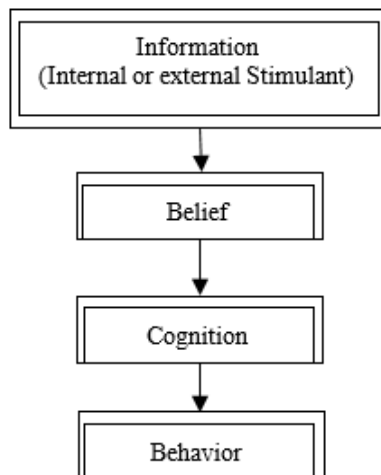 Information
(Internal or external Stimulant)
Belief
Cognition
Behavior